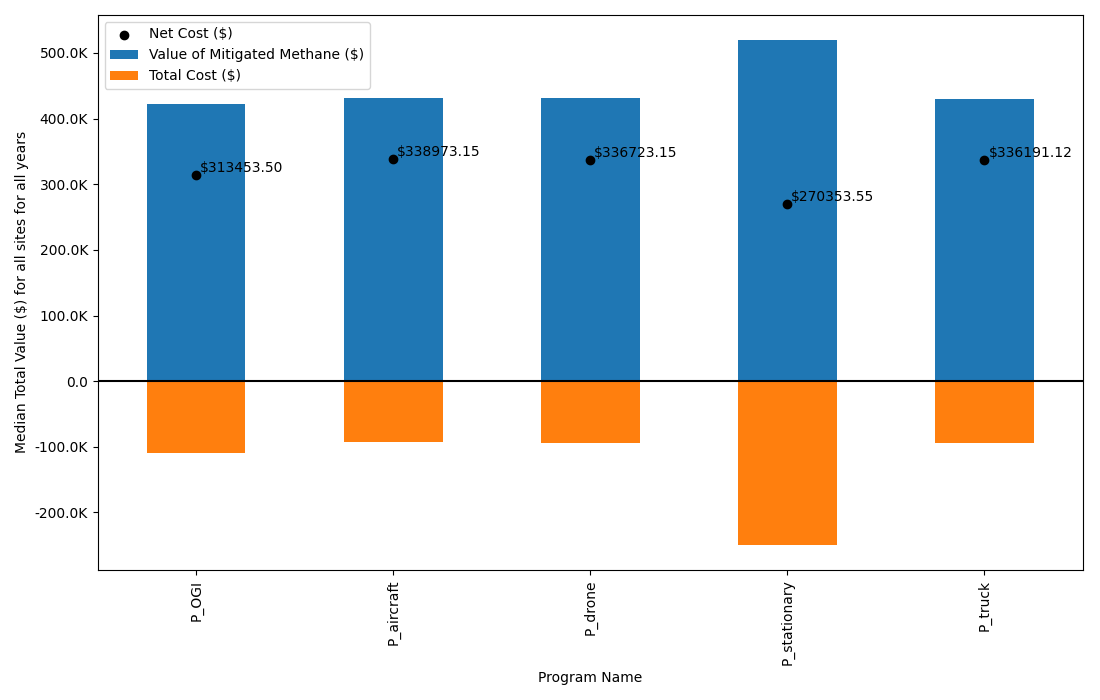 Net Cost ($)
Value of Mitigated Methane ($)
Total Cost ($)
Median Total Value ($) for all sites for all years
500.0K
400.0K
300.0K
200.0K
100.0K
0.0
-100.0K
-200.0K
$313453.50
$338973.15
$336723.15
$270353.55
$336191.12
P_OGI
P_aircraft
P_drone
P_stationary
P_truck
Program Name